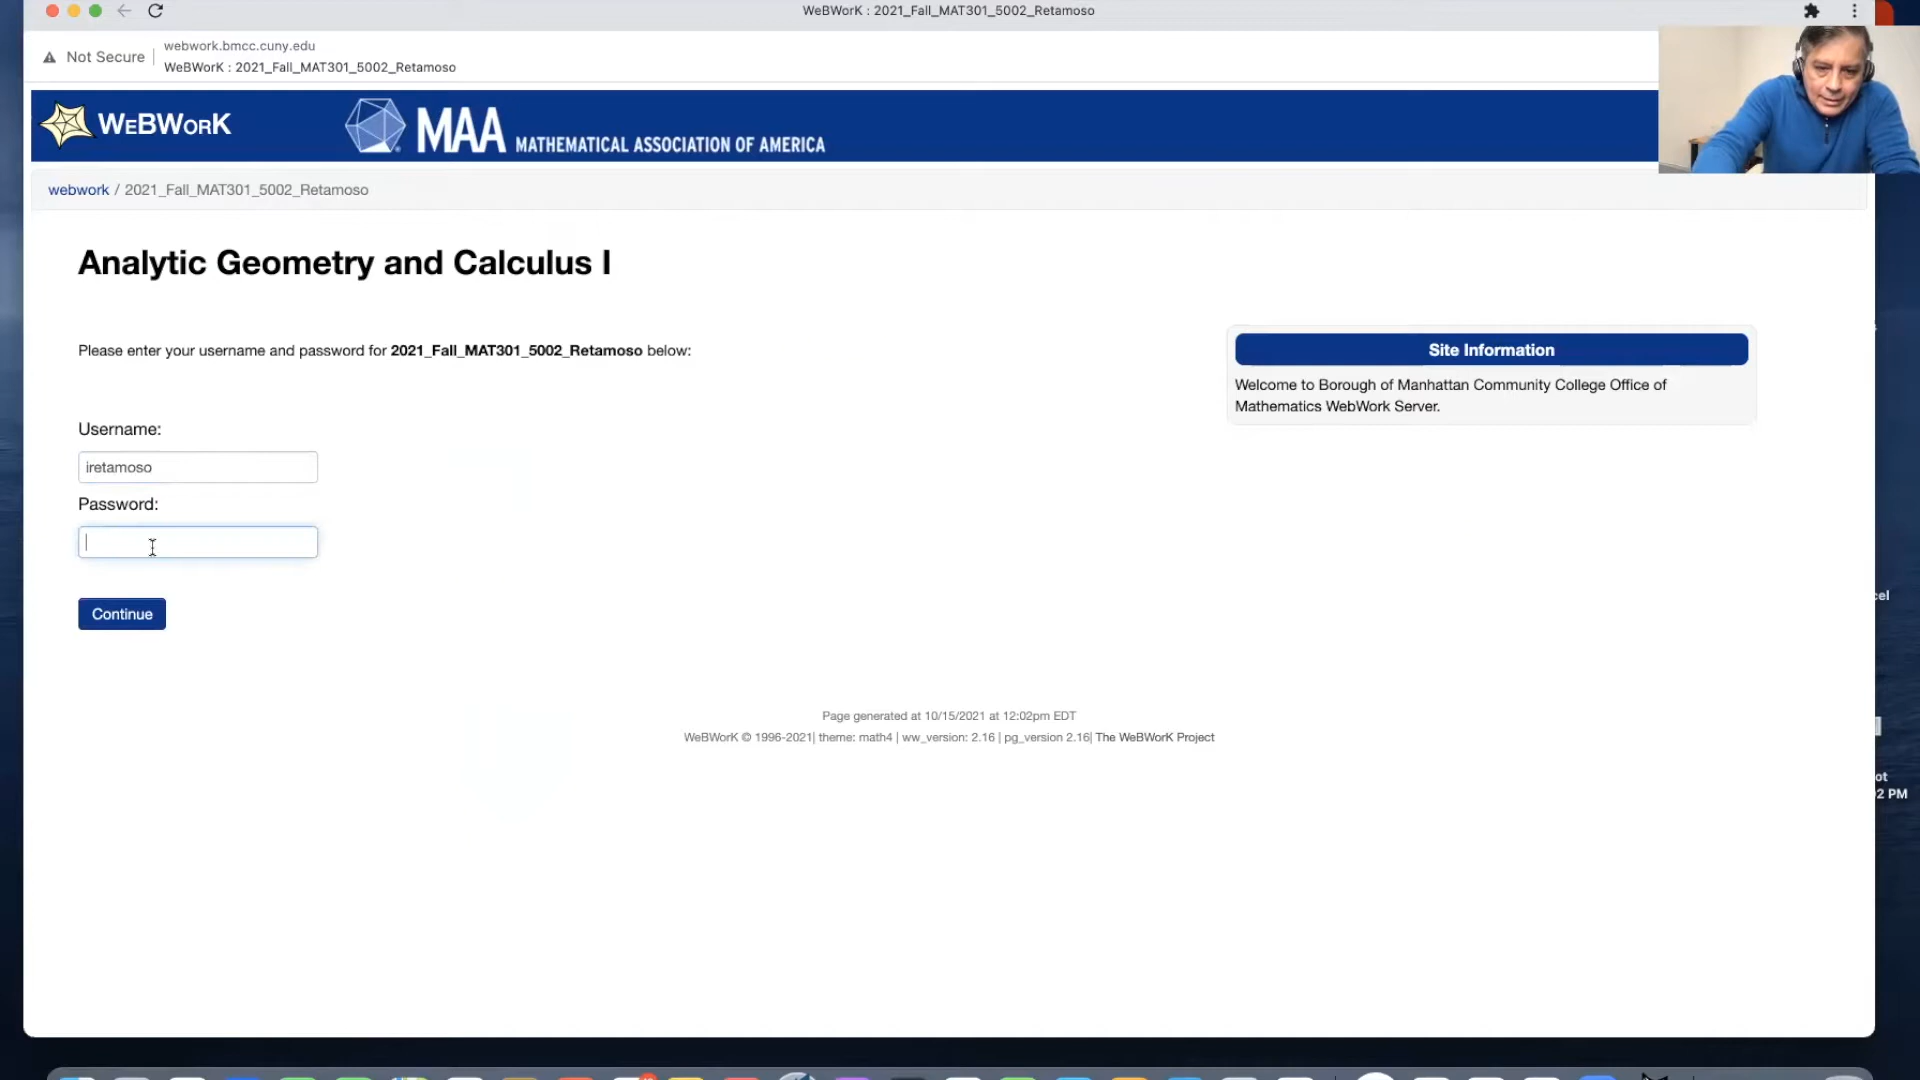 WeBWorK : 2021_Fall_MAT301_5002_Retamoso
Not Secure
webwork.bmcc.cuny.edu
WeBWorK : 2021_Fall_MAT301_5002_Retamoso
WEBWORK
MAA MATHEMATICAL ASSOCIATION OF AMERICA
webwork / 2021_Fall_MAT301_5002_Retamoso
Analytic Geometry and Calculus I
Please enter your username and password for 2021_Fall_MAT301_5002_Retamoso below:
Site Information
Welcome to Borough of Manhattan Community College Office of
Mathematics WebWork Server.
Username:
iretamoso
Password:
Continue
Page generated at 10/15/2021 at 12:02pm EDT
WeBWorK © 1996-2021| theme: math4 | ww_version: 2.16 | pg_version 2.16| The WeBWorK Project
2 PM